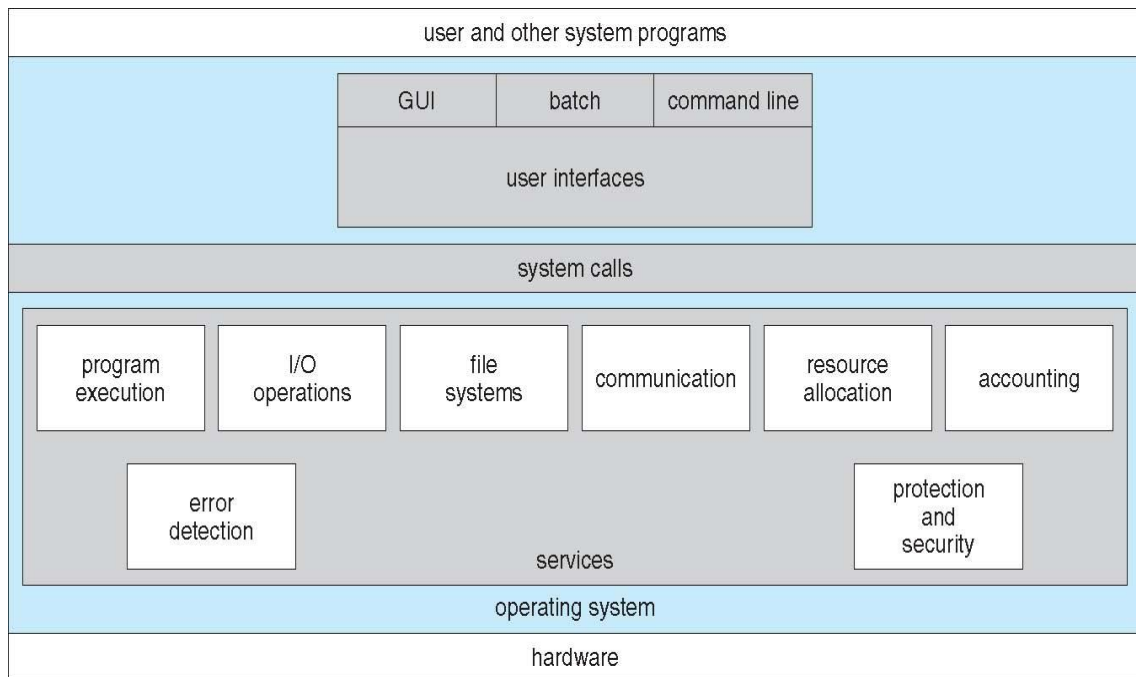 user and other system programs
GUI
batch
command line
user interfaces
system calls
program
execution
I/O
operations
file
systems
communication
resource
allocation
accounting
error
detection
protection
and
security
services
operating system
hardware